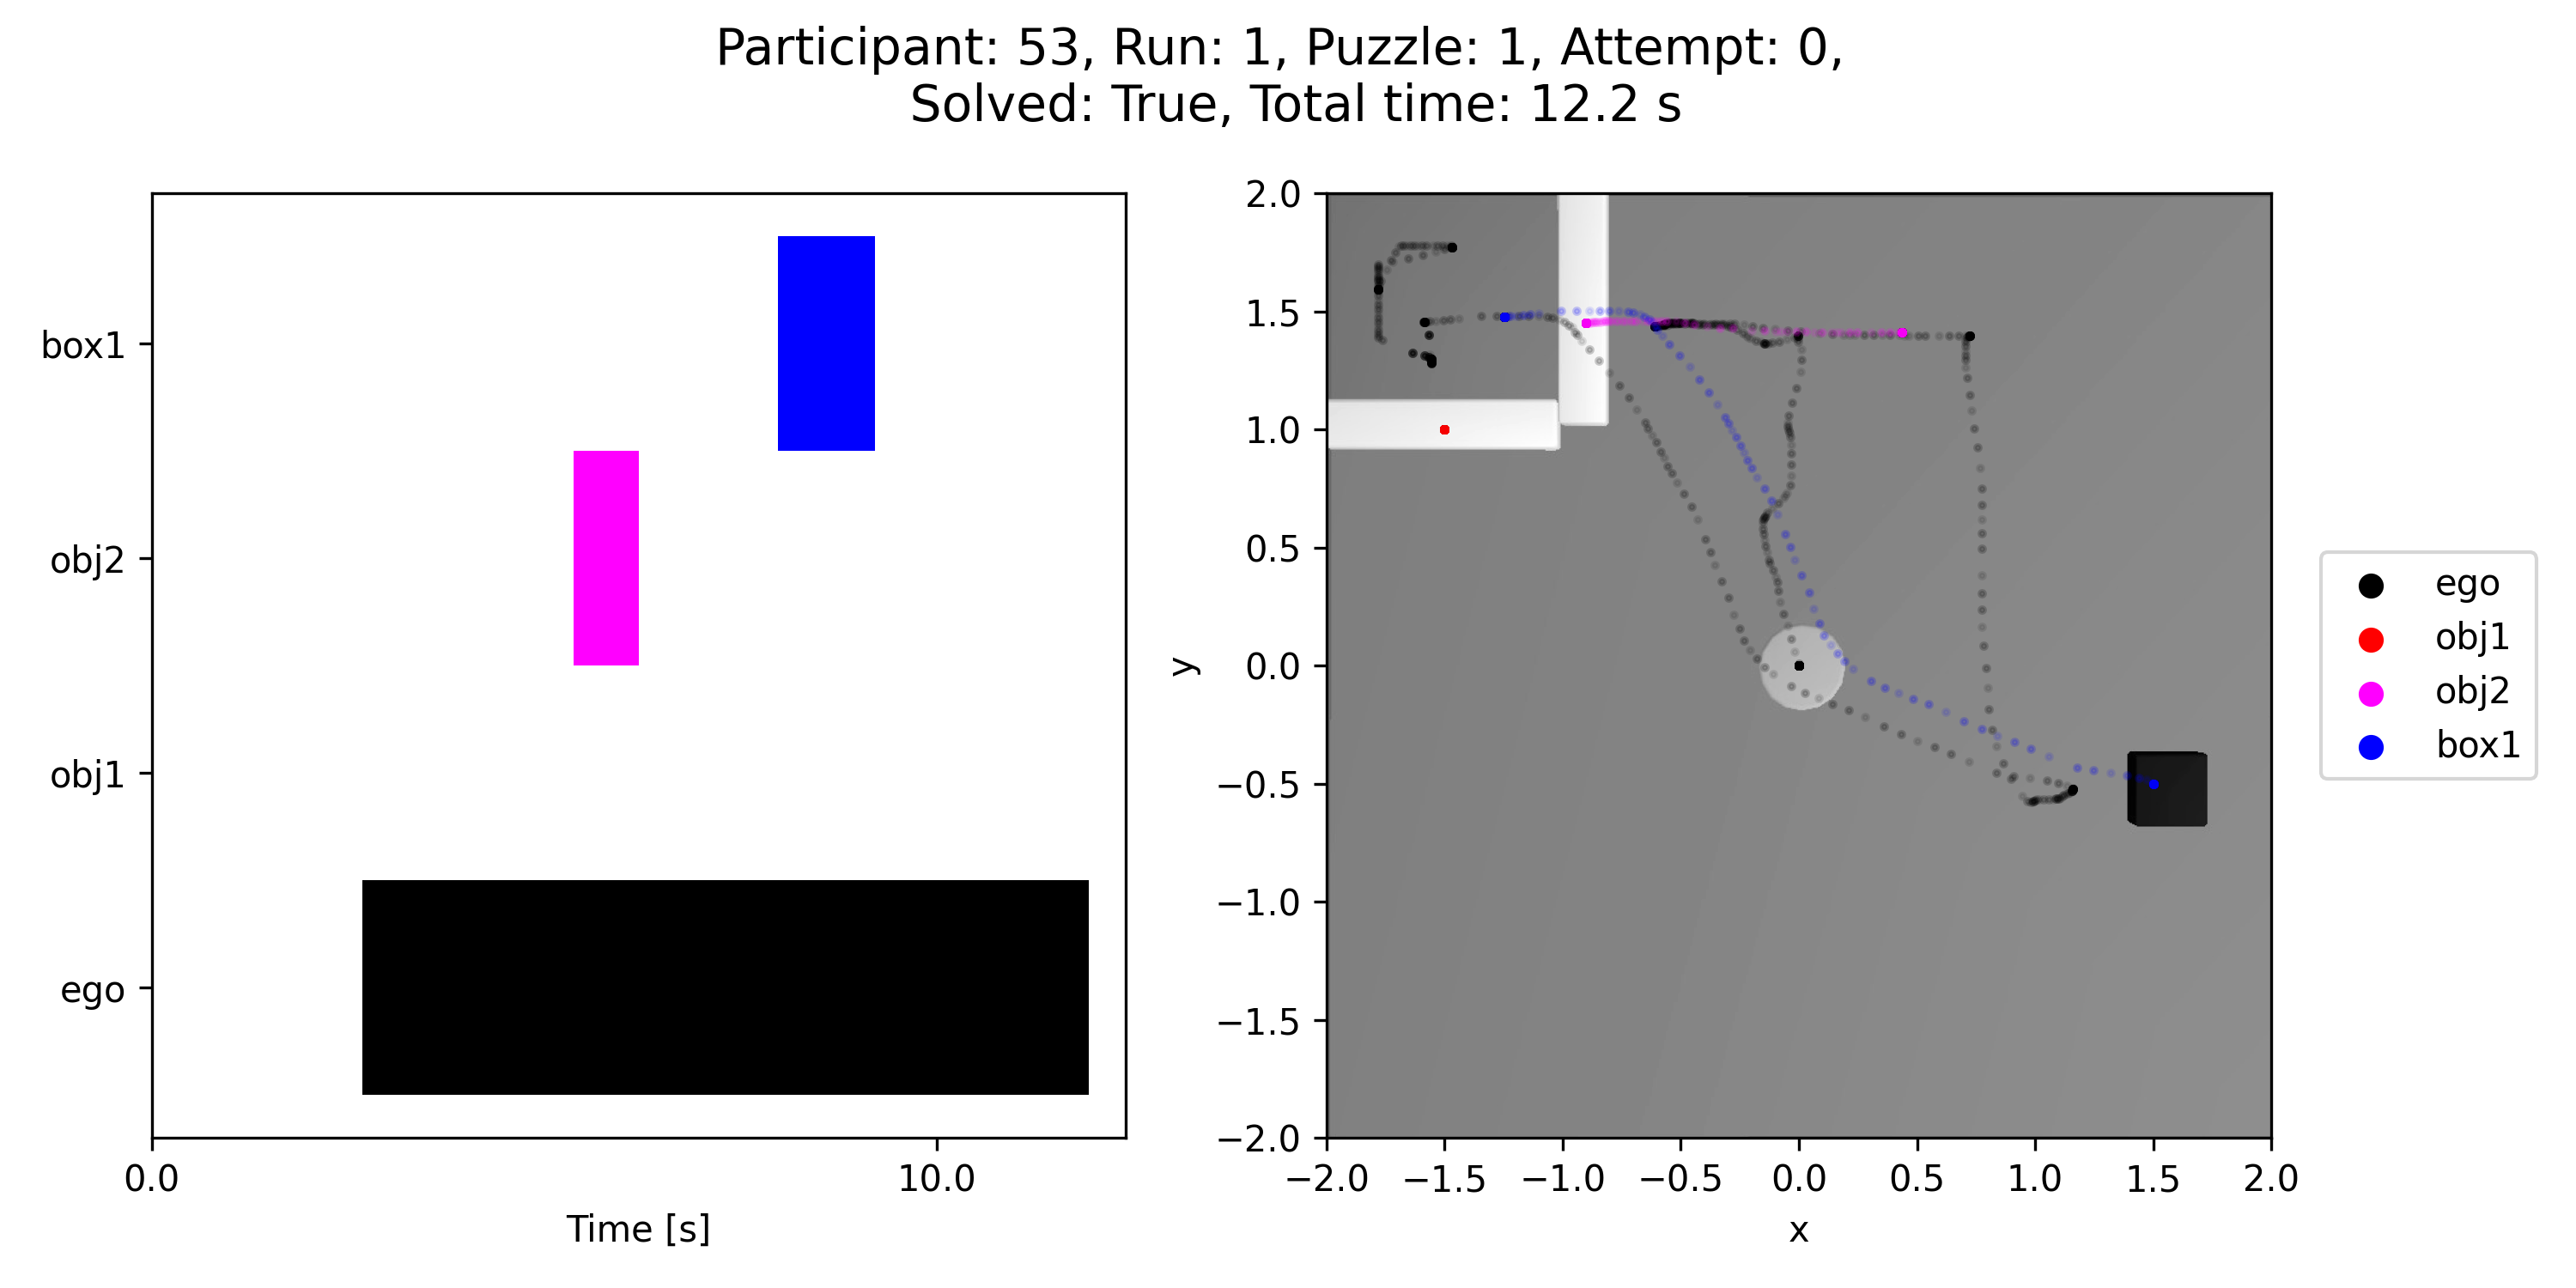 Participant: 53, Run: 1, Puzzle: 1, Attempt: 0,
Solved: True, Total time: 12.2 s
box1
obj2
obj1
ego
0.0
10.0
Time [s]
2.0
1.5
1.0
0.5
0.0
−0.5
−1.0
−1.5
−2.0
y
−2.0 −1.5 −1.0 −0.5 0.0 0.5 1.0 1.5 2.0
x
ego
obj1
obj2
box1